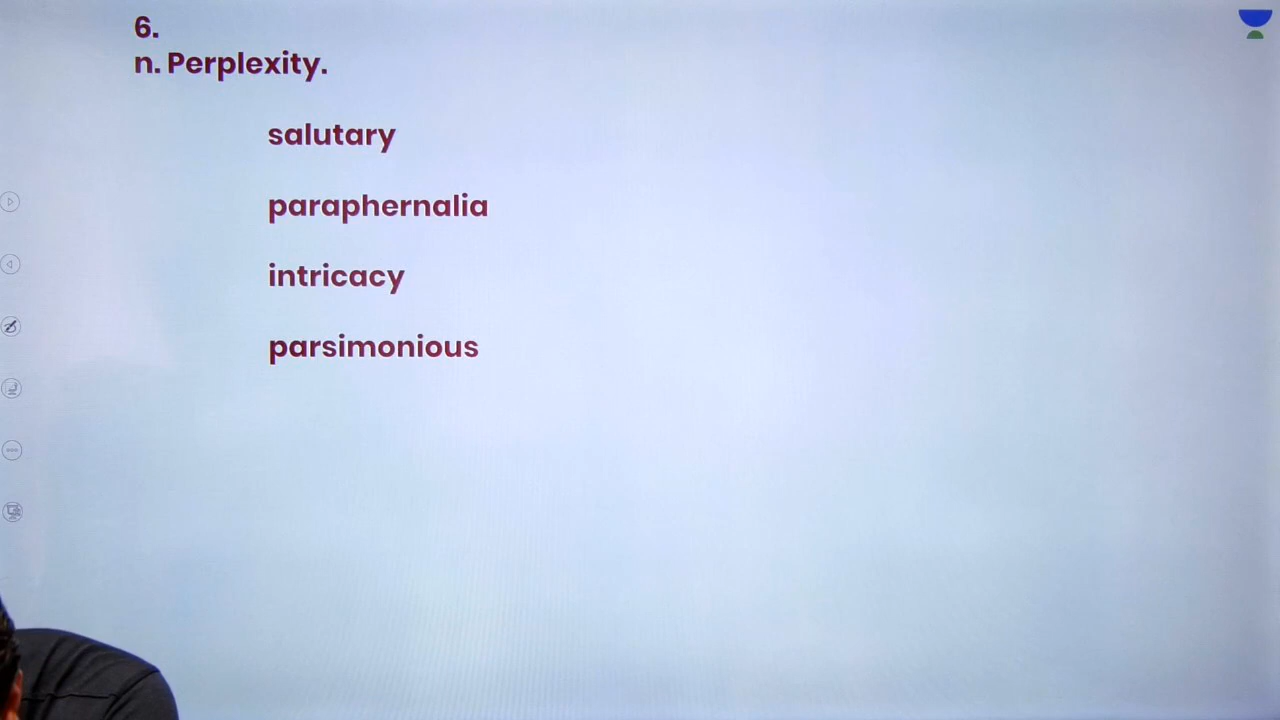 6.
n. Perplexity.
salutary
paraphernalia
intricacy
parsimonious